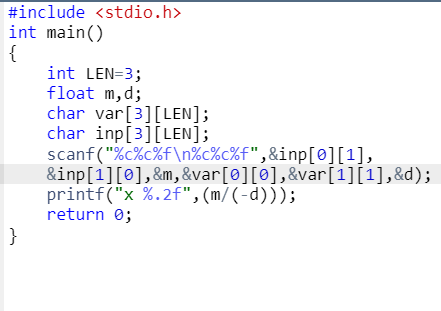 #include <stdio.h>
int main()
{
int LEN=3;
float m,d;
char var[3][LEN];
char inp[3][LEN];
scanf("%c%c%f\n%c%c%f",&inp[0][1],
&inp[1][0],&m,&var[0][0],&var[1][1],&d);
printf("x %.2f",(m/(-d)));
return 0;
}